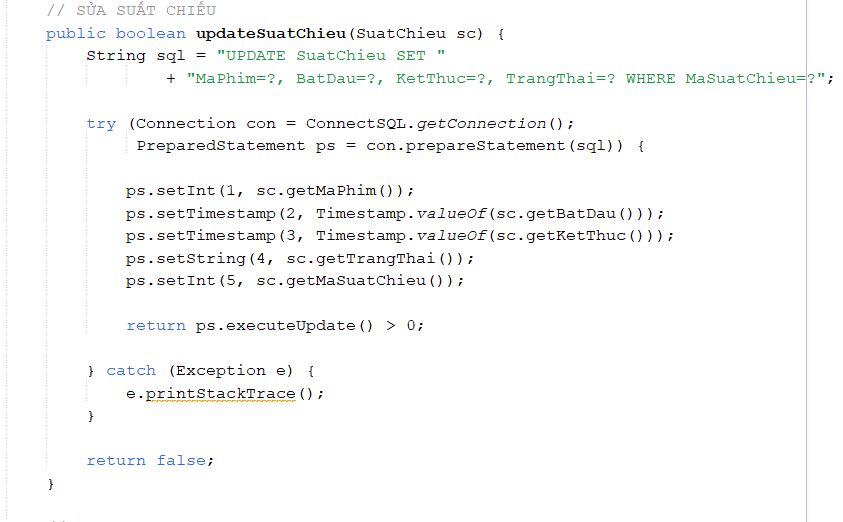 // SỬA SUẤT CHIẾU
public boolean updateSuatChieu(SuatChieu sc) {
String sql = "UPDATE SuatChieu SET "
+ "MaPhim=?, BatDau=?, KetThuc=?, TrangThai=? WHERE MaSuatChieu=?";
try (Connection con = ConnectSQL.getConnection();
PreparedStatement ps = con.prepareStatement(sql)) {
ps.setInt(1, sc.getMaPhim());
ps.setTimestamp(2, Timestamp.valueOf(sc.getBatDau()));
ps.setTimestamp(3, Timestamp.valueOf(sc.getKetThuc()));
ps.setString(4, sc.getTrangThai());
ps.setInt(5, sc.getMaSuatChieu());
return ps.executeUpdate() > 0;
} catch (Exception e) {
e.printStackTrace();
}
return false;
}